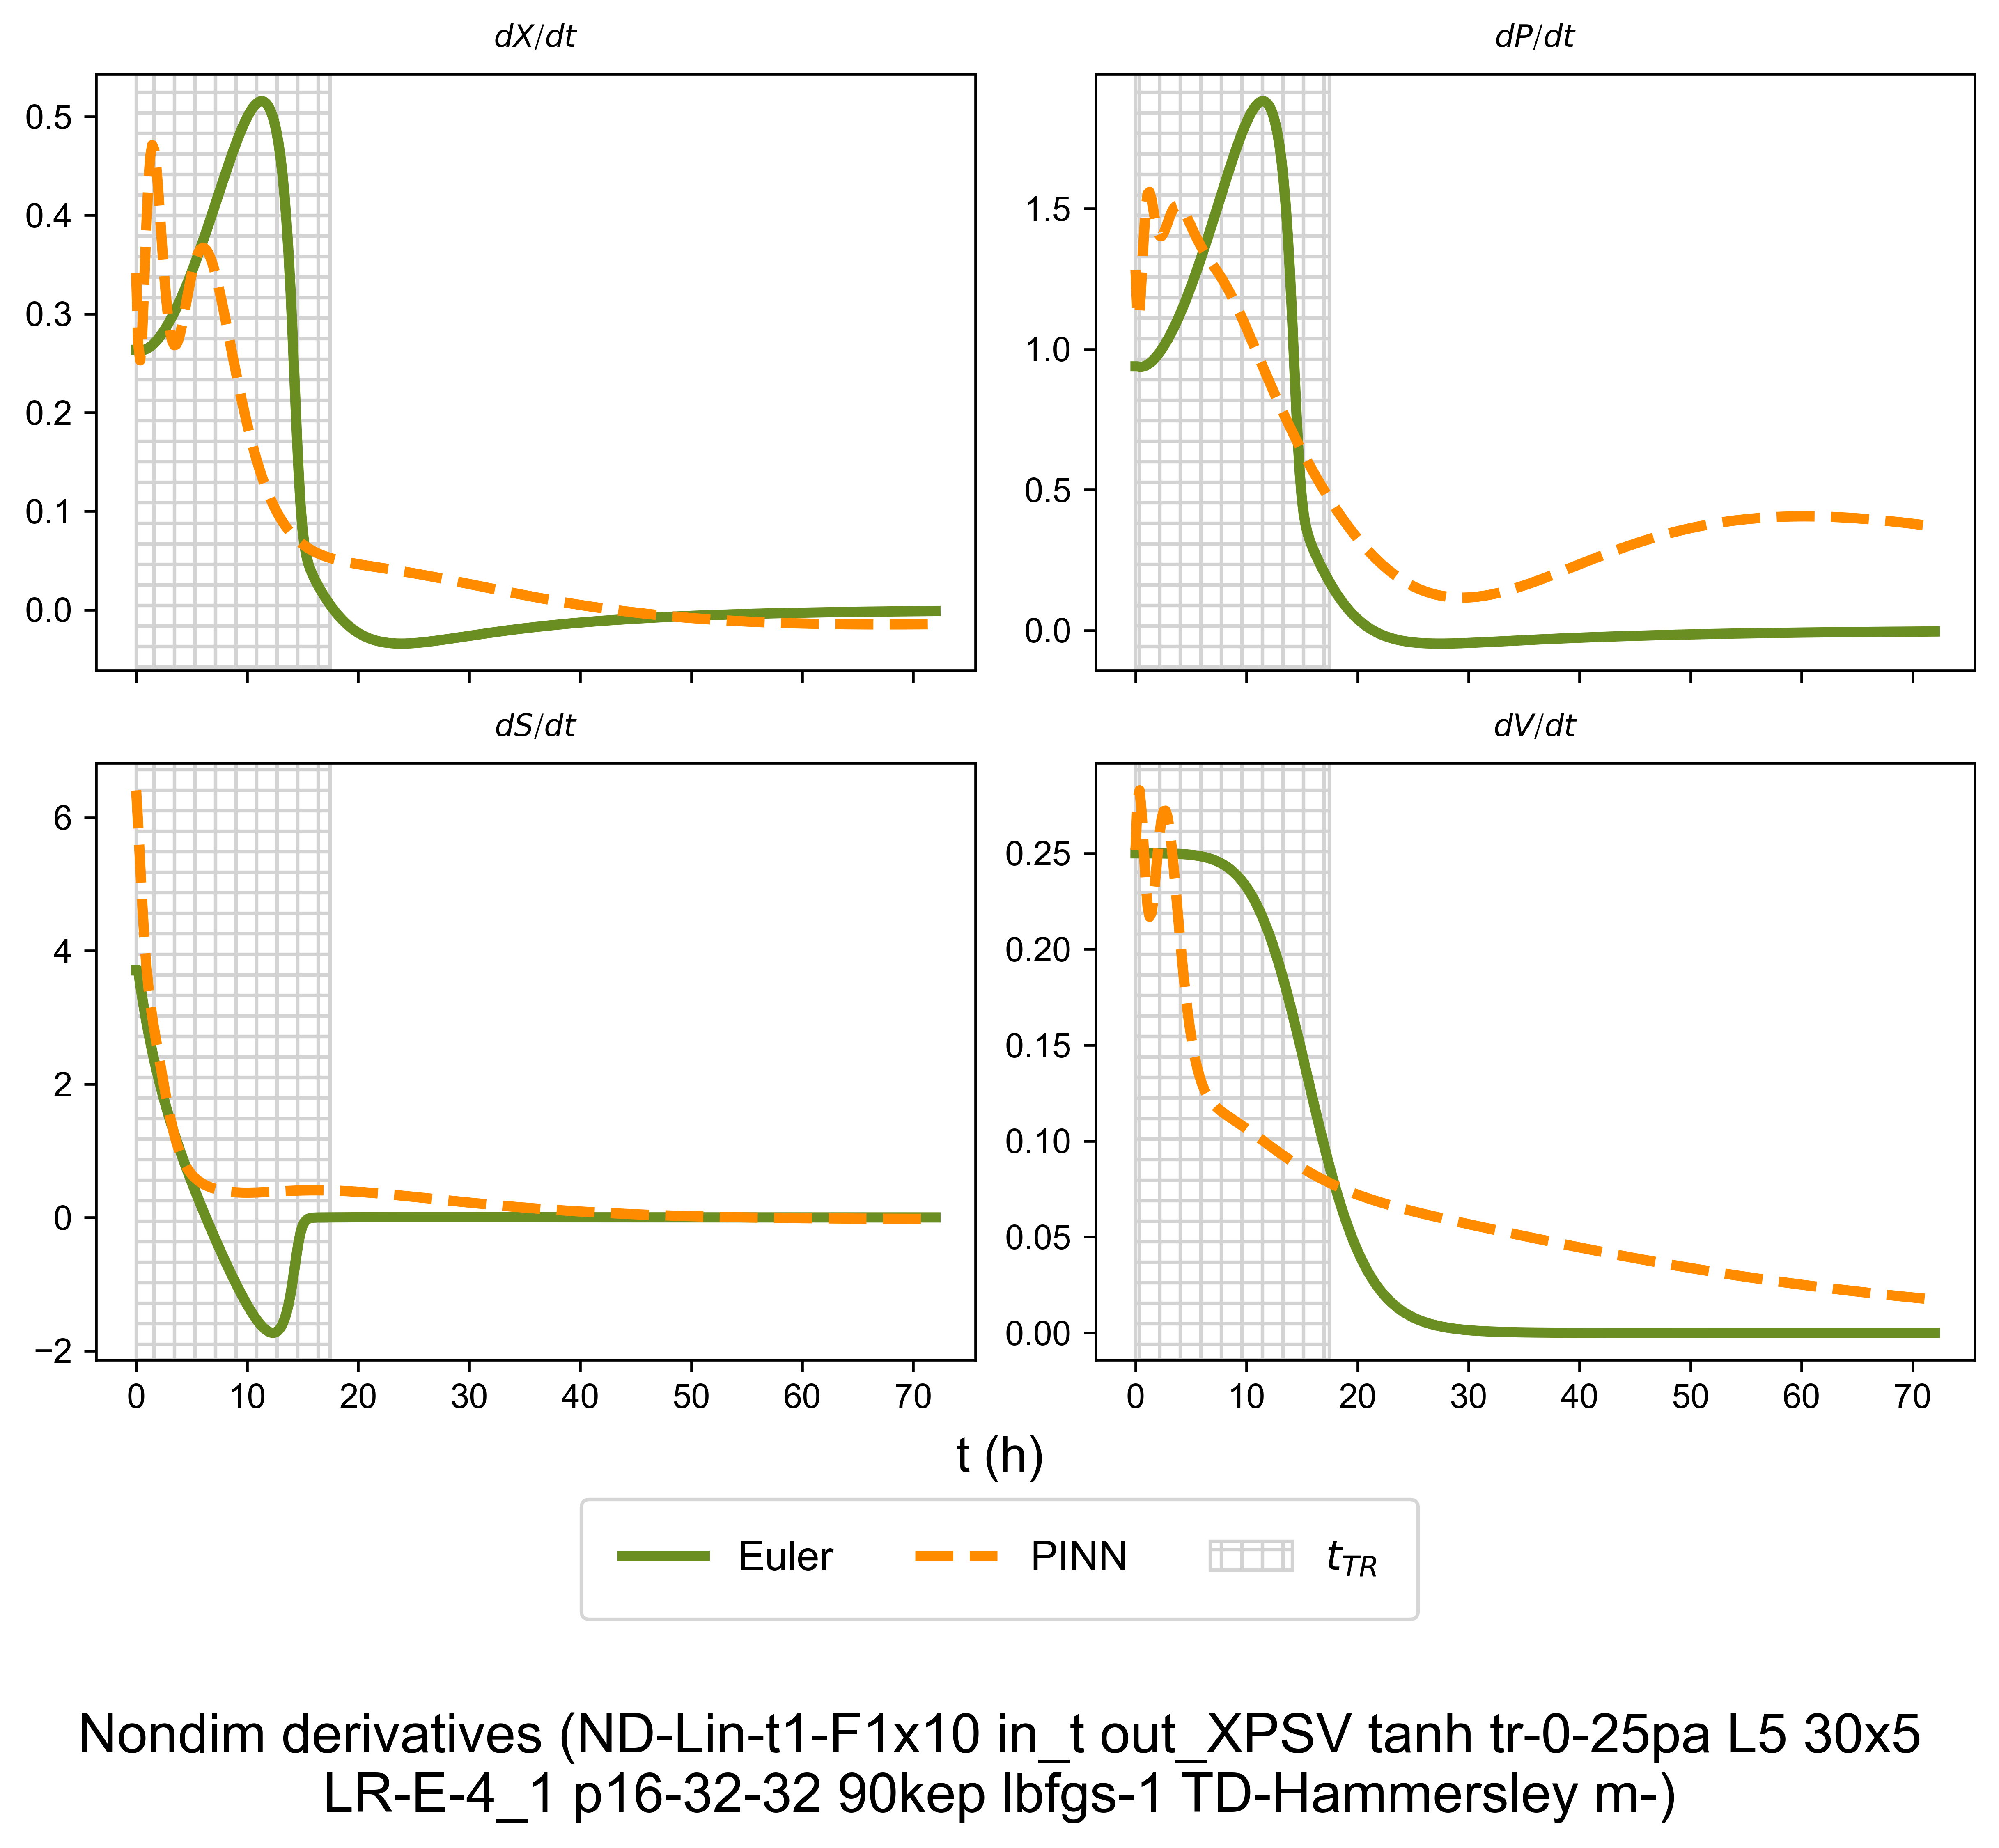 dX/dt
dP/dt
0.5
0.4
0.3
0.2
0.1
0.0
1.5
1.0
0.5
0.0
dS/dt
dV/dt
6
4
2
0
−2
0.25
0.20
0.15
0.10
0.05
0.00
0 10 20 30 40 50 60 70
0 10 20 30 40 50 60 70
t (h)
Euler PINN t_TR
Nondim derivatives (ND-Lin-t1-F1x10 in_t out_XPSV tanh tr-0-25pa L5 30x5
LR-E-4_1 p16-32-32 90kep lbfgs-1 TD-Hammersley m-)